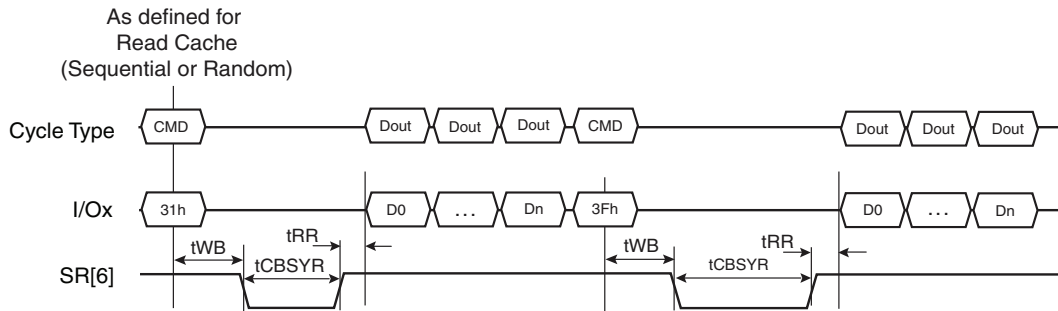 As defined for
Read Cache
(Sequential or Random)
Cycle Type CMD Dout Dout Dout CMD Dout Dout Dout
I/Ox 31h D0 ... Dn 3Fh D0 ... Dn
tWB tRR tWB tRR
tCBSYR tCBSYR
SR[6]